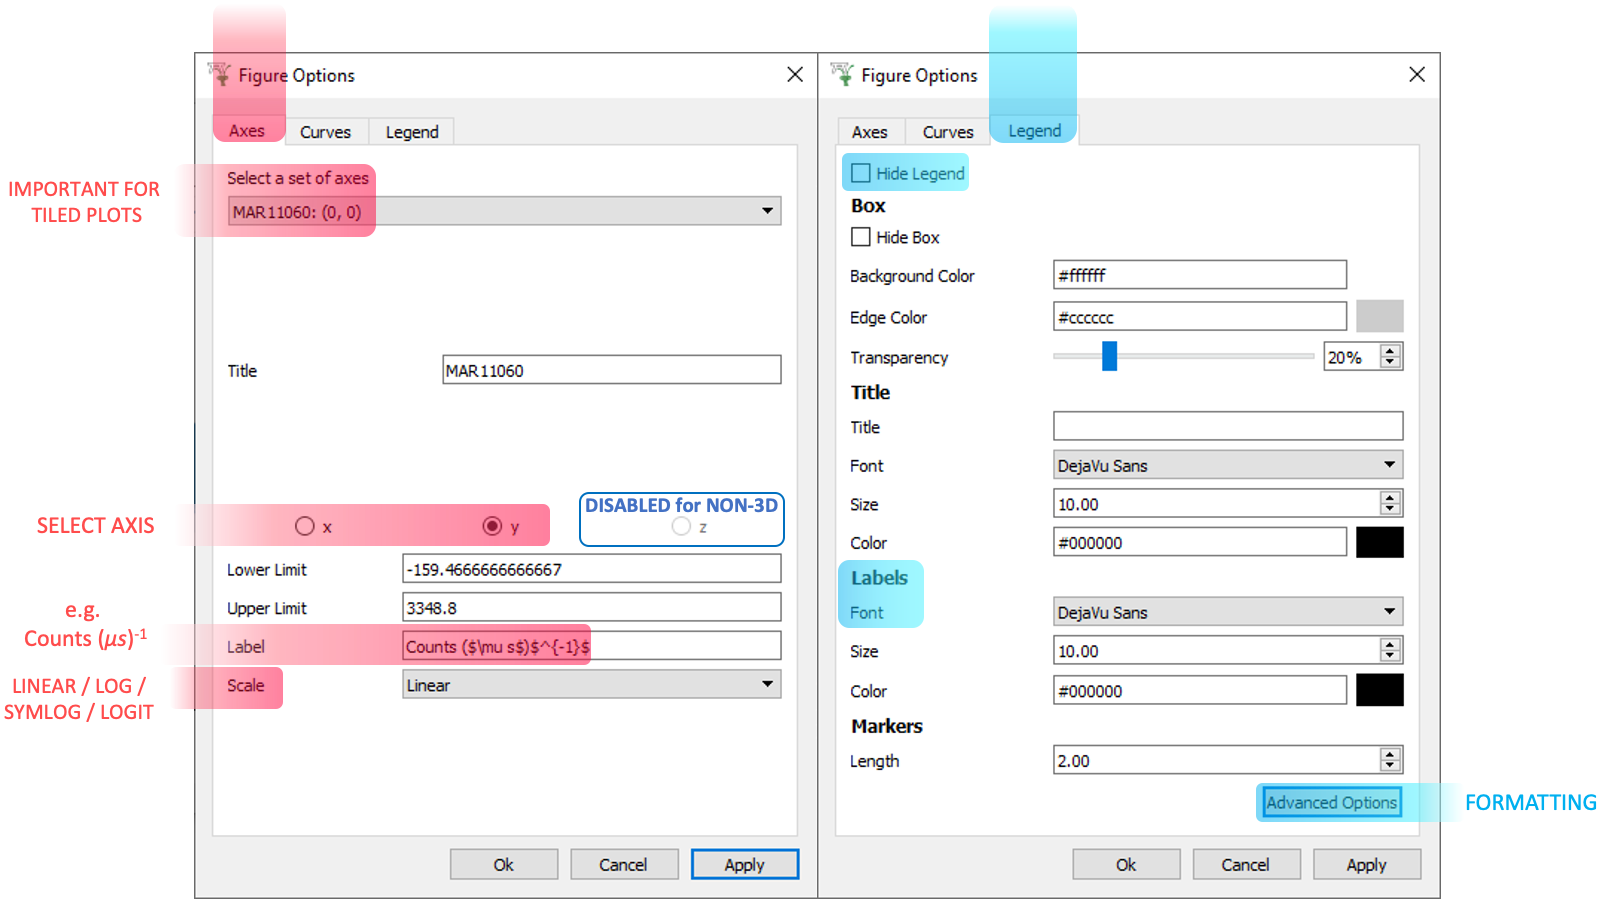 Figure Options
Axes
Curves
Legend
IMPORTANT FOR
TILED PLOTS
Select a set of axes
MAR11060: (0, 0)
Title
MAR11060
SELECT AXIS
x
y
DISABLED for NON-3D
z
Lower Limit
-159.4666666666667
Upper Limit
3348.8
e.g.
Counts (μs)-1
Label
Counts ($\mu s$)$^{-1}$
LINEAR / LOG /
SYMLOG / LOGIT
Scale
Linear
Ok
Cancel
Apply
Figure Options
Axes
Curves
Legend
Hide Legend
Box
Hide Box
Background Color
#ffffff
Edge Color
#cccccc
Transparency
20%
Title
Title
Font
DejaVu Sans
Size
10.00
Color
#000000
Labels
Font
DejaVu Sans
Size
10.00
Color
#000000
Markers
Length
2.00
Advanced Options
FORMATTING
Ok
Cancel
Apply